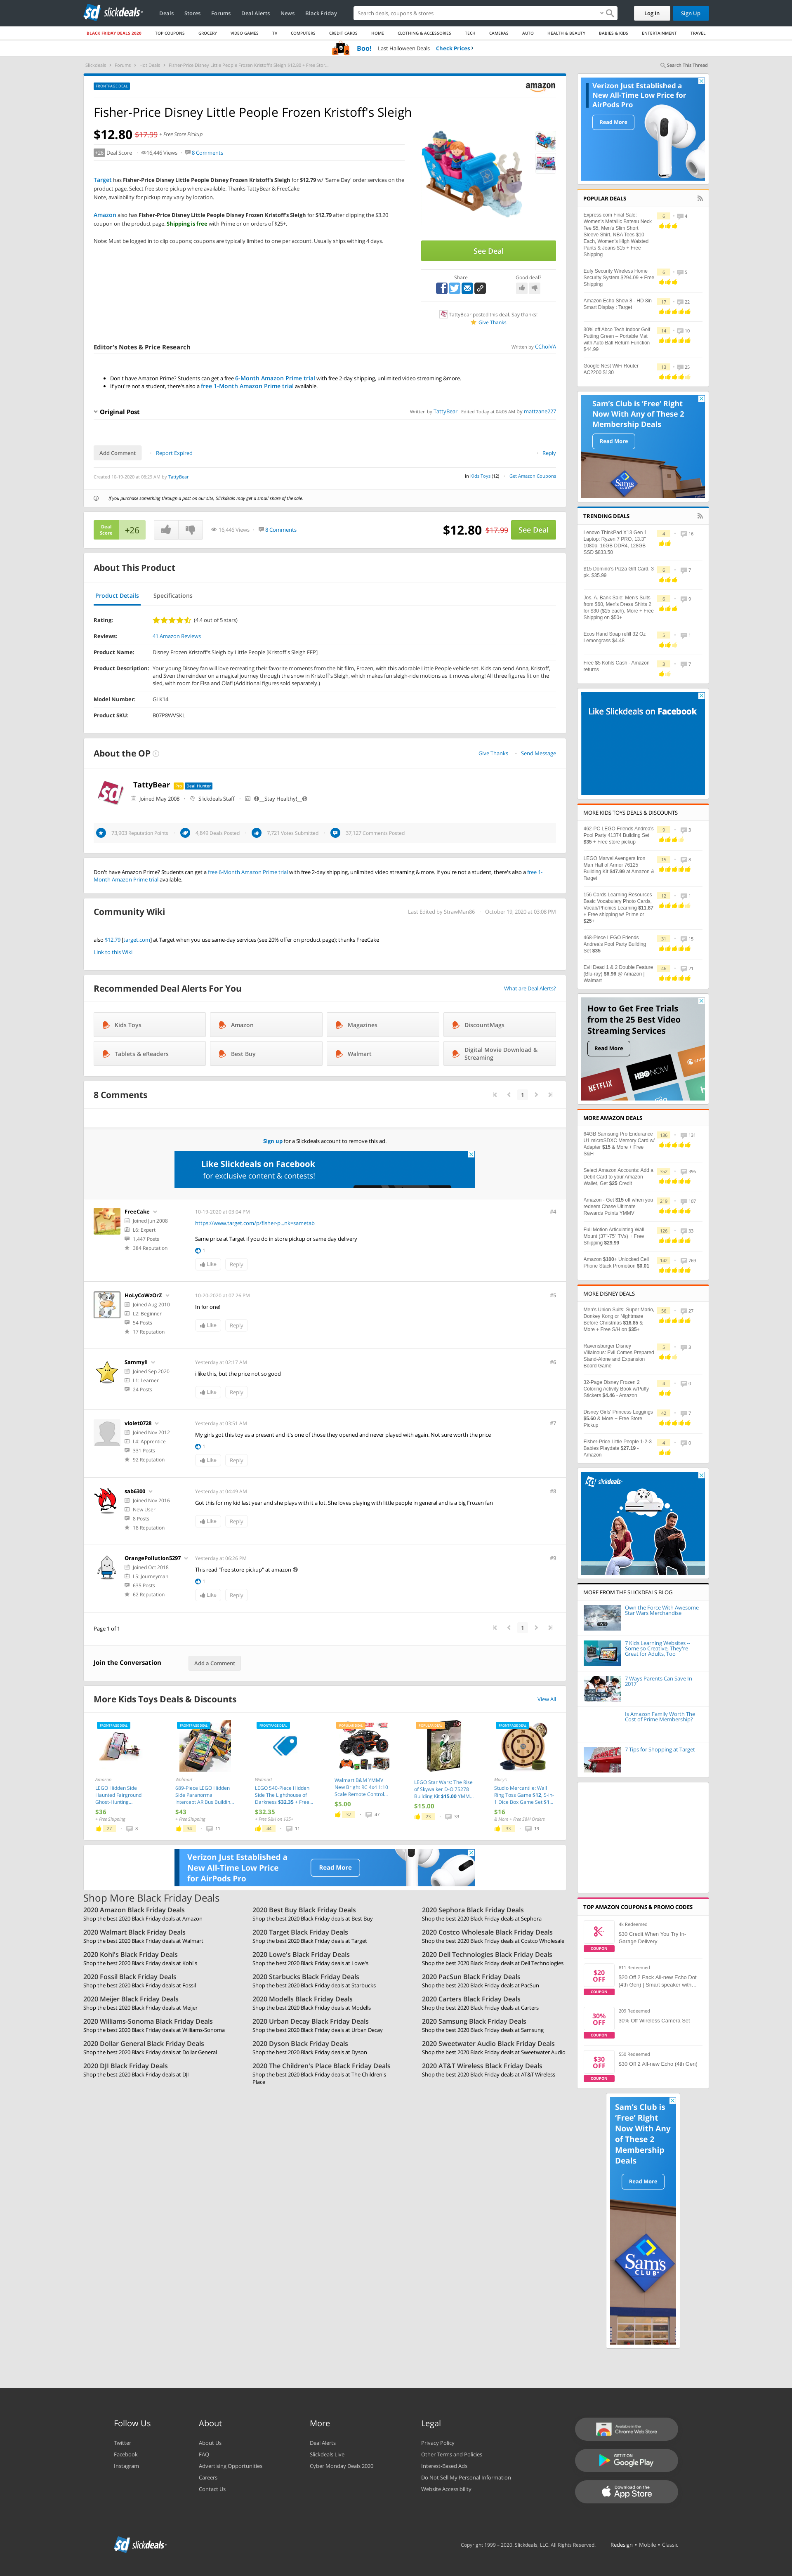 slickdeals
Deals Stores Forums Deal Alerts News Black Friday
Search deals, coupons & stores
Log In
Sign Up
BLACK FRIDAY DEALS 2020 TOP COUPONS GROCERY VIDEO GAMES TV COMPUTERS CREDIT CARDS HOME CLOTHING & ACCESSORIES TECH CAMERAS AUTO HEALTH & BEAUTY BABIES & KIDS ENTERTAINMENT TRAVEL
Boo! Last Halloween Deals Check Prices
Slickdeals > Forums > Hot Deals > Fisher-Price Disney Little People Frozen Kristoff's Sleigh $12.80 + Free Stor...
Search This Thread
FRONTPAGE DEAL
amazon
Fisher-Price Disney Little People Frozen Kristoff's Sleigh
$12.80 $17.99 + Free Store Pickup
+26 Deal Score 16,446 Views 8 Comments
Target has Fisher-Price Disney Little People Disney Frozen Kristoff's Sleigh for $12.79 w/ 'Same Day' order services on the
product page. Select free store pickup where available. Thanks TattyBear & FreeCake
Note, availability for pickup may vary by location.
Amazon also has Fisher-Price Disney Little People Disney Frozen Kristoff's Sleigh for $12.79 after clipping the $3.20
coupon on the product page. Shipping is free with Prime or on orders of $25+.
Note: Must be logged in to clip coupons; coupons are typically limited to one per account. Usually ships withing 4 days.
See Deal
Share
Good deal?
TattyBear posted this deal. Say thanks!
Give Thanks
Editor's Notes & Price Research
Written by CChoiVA
Don't have Amazon Prime? Students can get a free 6-Month Amazon Prime trial with free 2-day shipping, unlimited video streaming &more.
If you're not a student, there's also a free 1-Month Amazon Prime trial available.
Original Post
Written by TattyBear Edited Today at 04:05 AM by mattzane227
Add Comment
Report Expired
Reply
Created 10-19-2020 at 08:29 AM by TattyBear
in Kids Toys (12) Get Amazon Coupons
If you purchase something through a post on our site, Slickdeals may get a small share of the sale.
Deal Score +26
16,446 Views 8 Comments
$12.80 $17.99 See Deal
About This Product
Product Details Specifications
Rating: (4.4 out of 5 stars)
Reviews: 41 Amazon Reviews
Product Name: Disney Frozen Kristoff's Sleigh by Little People [Kristoff's Sleigh FFP]
Product Description: Your young Disney fan will love recreating their favorite moments from the hit film, Frozen, with this adorable Little People vehicle set. Kids can send Anna, Kristoff,
and Sven the reindeer on a magical journey through the snow in Kristoff's Sleigh, which makes fun sleigh-ride motions as it moves along! All three figures fit on the
sled, with room for Elsa and Olaf! (Additional figures sold separately.)
Model Number: GLK14
Product SKU: B07P8WVSKL
About the OP
Give Thanks Send Message
TattyBear Pro Deal Hunter
Joined May 2008 Slickdeals Staff __Stay Healthy!__
73,903 Reputation Points 4,849 Deals Posted 7,721 Votes Submitted 37,127 Comments Posted
Don't have Amazon Prime? Students can get a free 6-Month Amazon Prime trial with free 2-day shipping, unlimited video streaming & more. If you're not a student, there's also a free 1-
Month Amazon Prime trial available.
Community Wiki
Last Edited by StrawMan86 October 19, 2020 at 03:08 PM
also $12.79 [target.com] at Target when you use same-day services (see 20% offer on product page); thanks FreeCake
Link to this Wiki
Recommended Deal Alerts For You
What are Deal Alerts?
Kids Toys
Amazon
Magazines
DiscountMags
Tablets & eReaders
Best Buy
Walmart
Digital Movie Download & Streaming
8 Comments
1
Sign up for a Slickdeals account to remove this ad.
Like Slickdeals on Facebook
for exclusive content & contests!
FreeCake
Joined Jun 2008
L6: Expert
1,447 Posts
384 Reputation
10-19-2020 at 03:04 PM
#4
https://www.target.com/p/fisher-p...nk=sametab
Same price at Target if you do in store pickup or same day delivery
1
Like Reply
HoLyCoWzOrZ
Joined Aug 2010
L2: Beginner
54 Posts
17 Reputation
10-20-2020 at 07:26 PM
#5
In for one!
Like Reply
Sammyli
Joined Sep 2020
L1: Learner
24 Posts
Yesterday at 02:17 AM
#6
i like this, but the price not so good
Like Reply
violet0728
Joined Nov 2012
L4: Apprentice
331 Posts
92 Reputation
Yesterday at 03:51 AM
#7
My girls got this toy as a present and it's one of those they opened and never played with again. Not sure worth the price
1
Like Reply
sab6300
Joined Nov 2016
New User
8 Posts
18 Reputation
Yesterday at 04:49 AM
#8
Got this for my kid last year and she plays with it a lot. She loves playing with little people in general and is a big Frozen fan
Like Reply
OrangePollution5297
Joined Oct 2018
L5: Journeyman
635 Posts
62 Reputation
Yesterday at 06:26 PM
#9
This read "free store pickup" at amazon
1
Like Reply
Page 1 of 1
1
Join the Conversation
Add a Comment
More Kids Toys Deals & Discounts
View All
Amazon
LEGO Hidden Side Haunted Fairground Ghost-Hunting...
$36
+ Free Shipping
27 8
Walmart
689-Piece LEGO Hidden Side Paranormal Intercept All Bus Buildin...
$43
+ Free Shipping
34 11
Walmart
LEGO 540-Piece Hidden Side The Lighthouse of Darkness $32.35 + Free...
$32.35
+ Free S&H on $35+
44 11
Walmart B&M YMMV New Bright RC 4x4 1:10 Scale Remote Control...
$5.00
37 47
LEGO Star Wars: The Rise of Skywalker D-O 75278 Building Kit $15.00 YMM...
$15.00
23 33
Macy's
Studio Mercantile: Wall Ring Toss Game $12, 5-in-1 Dice Box Game Set $1...
$16
& More + Free S&H Orders
33 19
Verizon Just Established a
New All-Time Low Price
for AirPods Pro
Read More
Shop More Black Friday Deals
2020 Amazon Black Friday Deals
Shop the best 2020 Black Friday deals at Amazon
2020 Best Buy Black Friday Deals
Shop the best 2020 Black Friday deals at Best Buy
2020 Sephora Black Friday Deals
Shop the best 2020 Black Friday deals at Sephora
2020 Walmart Black Friday Deals
Shop the best 2020 Black Friday deals at Walmart
2020 Target Black Friday Deals
Shop the best 2020 Black Friday deals at Target
2020 Costco Wholesale Black Friday Deals
Shop the best 2020 Black Friday deals at Costco Wholesale
2020 Kohl's Black Friday Deals
Shop the best 2020 Black Friday deals at Kohl's
2020 Lowe's Black Friday Deals
Shop the best 2020 Black Friday deals at Lowe's
2020 Dell Technologies Black Friday Deals
Shop the best 2020 Black Friday deals at Dell Technologies
2020 Fossil Black Friday Deals
Shop the best 2020 Black Friday deals at Fossil
2020 Starbucks Black Friday Deals
Shop the best 2020 Black Friday deals at Starbucks
2020 PacSun Black Friday Deals
Shop the best 2020 Black Friday deals at PacSun
2020 Meijer Black Friday Deals
Shop the best 2020 Black Friday deals at Meijer
2020 Modells Black Friday Deals
Shop the best 2020 Black Friday deals at Modells
2020 Carters Black Friday Deals
Shop the best 2020 Black Friday deals at Carters
2020 Williams-Sonoma Black Friday Deals
Shop the best 2020 Black Friday deals at Williams-Sonoma
2020 Urban Decay Black Friday Deals
Shop the best 2020 Black Friday deals at Urban Decay
2020 Samsung Black Friday Deals
Shop the best 2020 Black Friday deals at Samsung
2020 Dollar General Black Friday Deals
Shop the best 2020 Black Friday deals at Dollar General
2020 Dyson Black Friday Deals
Shop the best 2020 Black Friday deals at Dyson
2020 Sweetwater Audio Black Friday Deals
Shop the best 2020 Black Friday deals at Sweetwater Audio
2020 DJI Black Friday Deals
Shop the best 2020 Black Friday deals at DJI
2020 The Children's Place Black Friday Deals
Shop the best 2020 Black Friday deals at The Children's
Place
2020 AT&T Wireless Black Friday Deals
Shop the best 2020 Black Friday deals at AT&T Wireless
Verizon Just Established a
New All-Time Low Price for
AirPods Pro
Read More
POPULAR DEALS
Express.com Final Sale: Women's Metallic Bateau Neck Tee $5, Men's Slim Short Sleeve Shirt, NBA Tees $10 Each, Women's High Waisted Pants & Jeans $15 + Free Shipping
6 4
Eufy Security Wireless Home Security System $294.09 + Free Shipping
6 5
Amazon Echo Show 8 - HD 8in Smart Display : Target
17 22
30% off Abco Tech Indoor Golf Putting Green – Portable Mat with Auto Ball Return Function $44.99
14 10
Google Nest WiFi Router AC2200 $130
13 25
Sam's Club is 'Free' Right
Now With Any of These 2
Membership Deals
Read More
TRENDING DEALS
Lenovo ThinkPad X13 Gen 1 Laptop: Ryzen 7 PRO, 13.3" 1080p, 16GB DDR4, 128GB SSD $633.50
4 16
$15 Domino's Pizza Gift Card, 3 pk. $35.99
6 7
Jos. A. Bank Sale: Men's Suits from $60, Men's Dress Shirts 2 for $30 ($15 each), More + Free Shipping on $50+
6 9
Ecos Hand Soap refill 32 Oz Lemongrass $4.48
5 1
Free $5 Kohls Cash - Amazon returns
3 7
Like Slickdeals on Facebook
MORE KIDS TOYS DEALS & DISCOUNTS
462-PC LEGO Friends Andrea's Pool Party 41374 Building Set $35 + Free store pickup
9 3
LEGO Marvel Avengers Iron Man Hall of Armor 76125 Building Kit $47.99 at Amazon & Target
15 8
156 Cards Learning Resources Basic Vocabulary Photo Cards, Vocab/Phonics Learning $11.87 + Free shipping w/ Prime or $25+
12 1
468-Piece LEGO Friends Andrea's Pool Party Building Set $35
31 15
Evil Dead 1 & 2 Double Feature (Blu-ray) $6.96 @ Amazon | Walmart
46 21
How to Get Free Trials
from the 25 Best Video
Streaming Services
Read More
NETFLIX HBO NOW
MORE AMAZON DEALS
64GB Samsung Pro Endurance U1 microSDXC Memory Card w/ Adapter $15 & More + Free S&H
136 131
Select Amazon Accounts: Add a Debit Card to your Amazon Wallet, Get $25 Credit
352 396
Amazon - Get $15 off when you redeem Chase Ultimate Rewards Points YMMV
219 107
Full Motion Articulating Wall Mount (37"-75" TVs) + Free Shipping $29.99
126 33
Amazon $100+ Unlocked Cell Phone Stack Promotion $0.01
142 769
MORE DISNEY DEALS
Men's Union Suits: Super Mario, Donkey Kong or Nightmare Before Christmas $16.85 & More + Free S/H on $35+
56 27
Ravensburger Disney Villainous: Evil Comes Prepared Stand-Alone and Expansion Board Game
5 3
32-Page Disney Frozen 2 Coloring Activity Book w/Puffy Stickers $4.46 - Amazon
4 0
Disney Girls' Princess Leggings $5.60 & More + Free Store Pickup
42 7
Fisher-Price Little People 1-2-3 Babies Playdate $27.19 - Amazon
4 0
slickdeals
MORE FROM THE SLICKDEALS BLOG
Own the Force With Awesome Star Wars Merchandise
7 Kids Learning Websites – Some so Creative, They're Great for Adults, Too
7 Ways Parents Can Save In 2017
Is Amazon Family Worth The Cost of Prime Membership?
7 Tips for Shopping at Target
TOP AMAZON COUPONS & PROMO CODES
4k Redeemed
$30 Credit When You Try In-Garage Delivery
COUPON
$20 OFF
811 Redeemed
$20 Off 2 Pack All-new Echo Dot (4th Gen) | Smart speaker with...
COUPON
30% OFF
209 Redeemed
30% Off Wireless Camera Set
COUPON
$30 OFF
550 Redeemed
$30 Off 2 All-new Echo (4th Gen)
COUPON
Sam's Club is
'Free' Right
Now With Any
of These 2
Membership
Deals
Read More
Sam's CLUB
Follow Us
Twitter
Facebook
Instagram
About
About Us
FAQ
Advertising Opportunities
Careers
Contact Us
More
Deal Alerts
Slickdeals Live
Cyber Monday Deals 2020
Legal
Privacy Policy
Other Terms and Policies
Interest-Based Ads
Do Not Sell My Personal Information
Website Accessibility
Available in the
Chrome Web Store
GET IT ON
Google Play
Download on the
App Store
slickdeals
Copyright 1999 – 2020. Slickdeals, LLC. All Rights Reserved. Redesign • Mobile • Classic